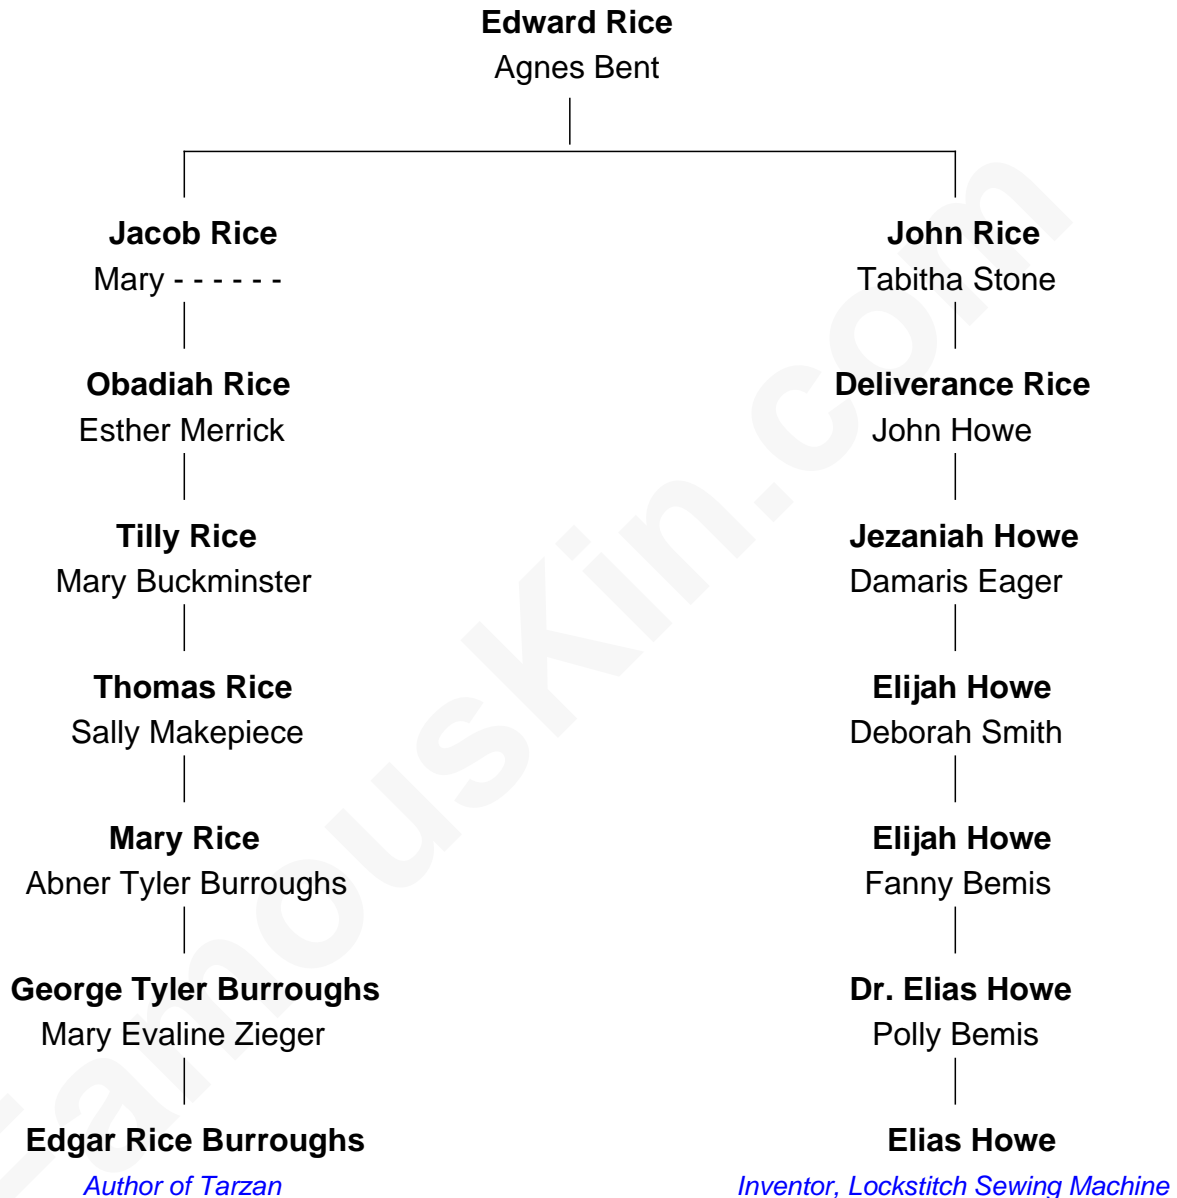 Edward Rice
Agnes Bent
Jacob Rice
Mary - - - - - -
Obadiah Rice
Esther Merrick
Tilly Rice
Mary Buckminster
Thomas Rice
Sally Makepiece
Mary Rice
Abner Tyler Burroughs
George Tyler Burroughs
Mary Evaline Zieger
Edgar Rice Burroughs
Author of Tarzan
John Rice
Tabitha Stone
Deliverance Rice
John Howe
Jezaniah Howe
Damaris Eager
Elijah Howe
Deborah Smith
Elijah Howe
Fanny Bemis
Dr. Elias Howe
Polly Bemis
Elias Howe
Inventor, Lockstitch Sewing Machine
FamousKin.com